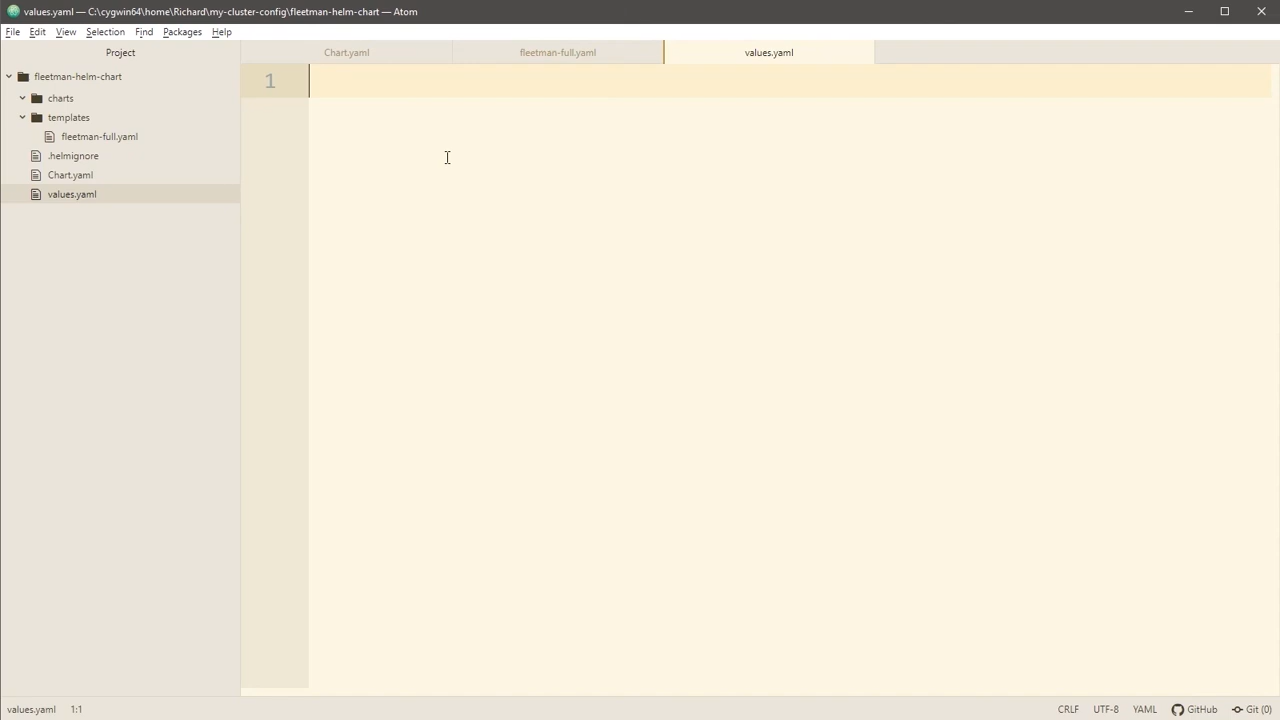 values.yaml — C:\cygwin64\home\Richard\my-cluster-config\fleetman-helm-chart — Atom
File Edit View Selection Find Packages Help
Project
Chart.yaml fleetman-full.yaml values.yaml
fleetman-helm-chart
charts
templates
fleetman-full.yaml
.helmignore
Chart.yaml
values.yaml
1
values.yaml 1:1 CRLF UTF-8 YAML GitHub Git (0)